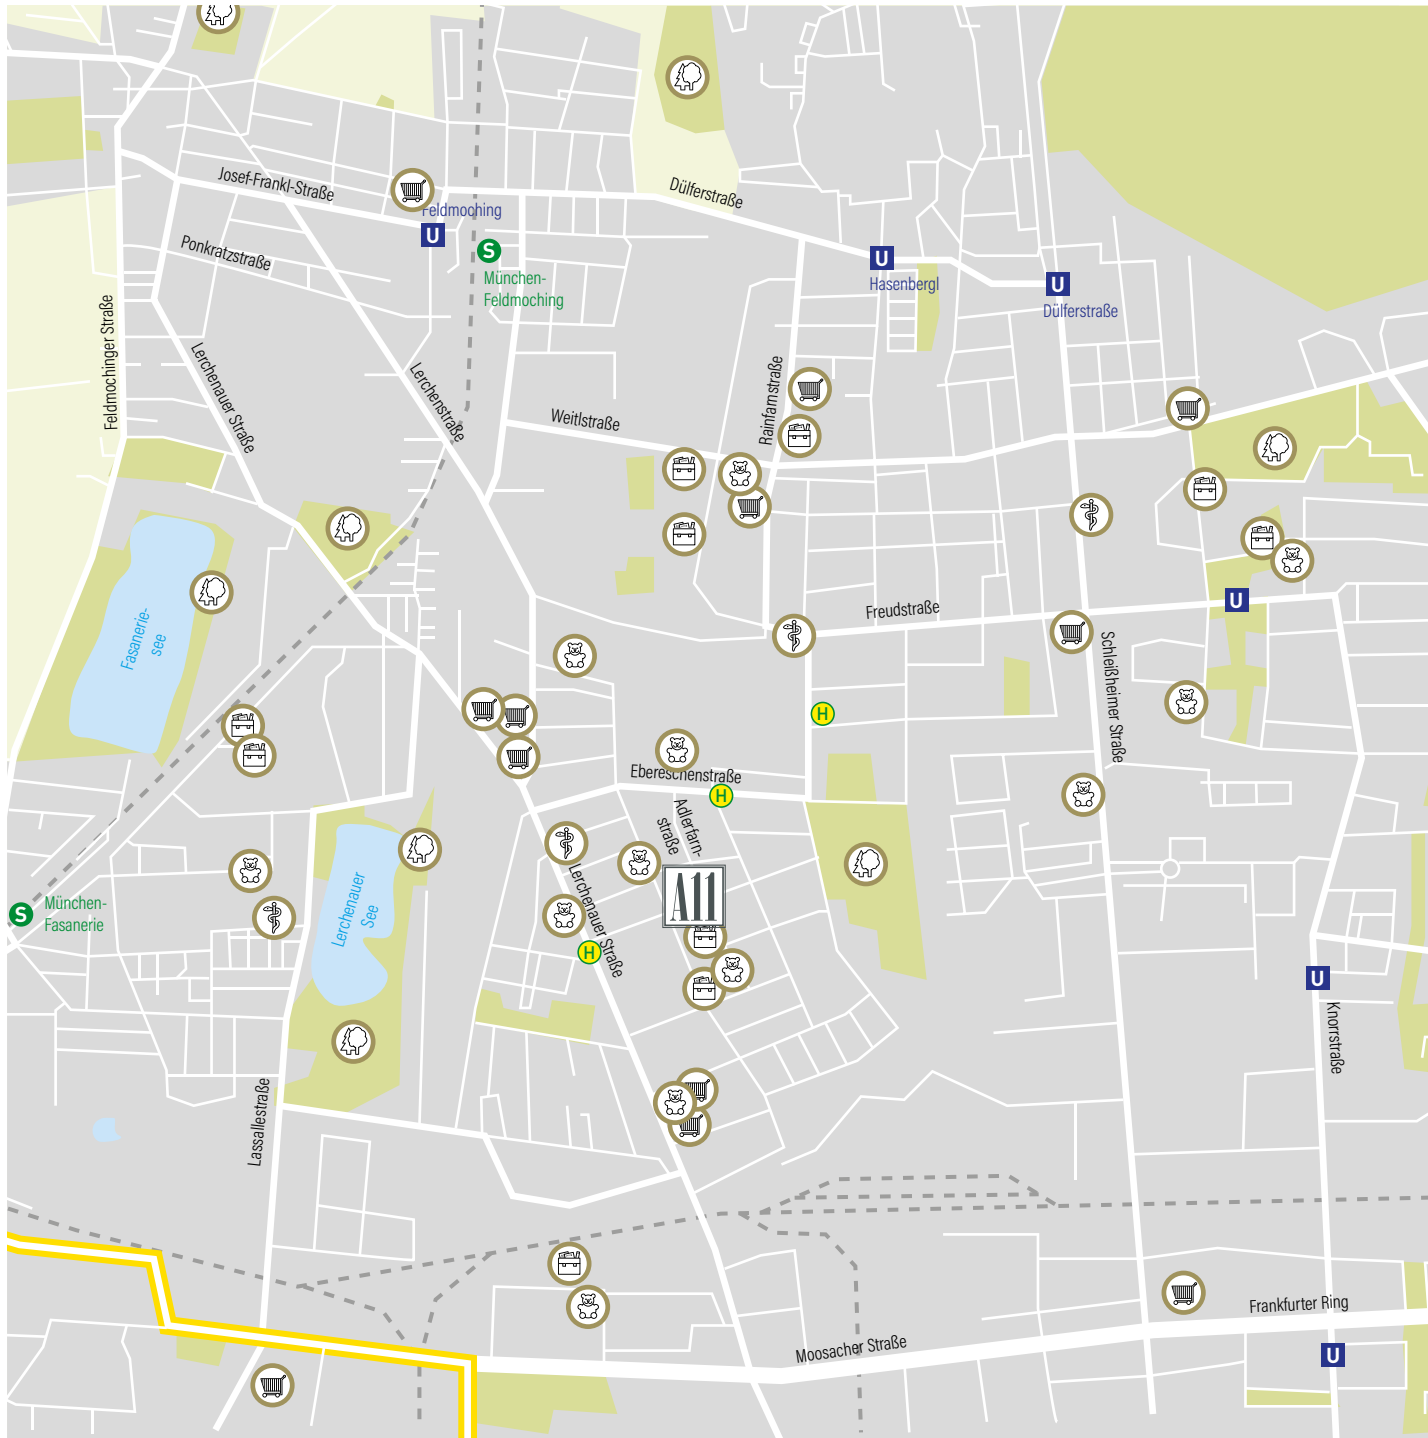 Josef-Frankl-Straße
Feldmoching
U
Dülferstraße
Ponkratzstraße
S
München-
Feldmoching
U
Hasenbergl
U
Dülferstraße
Feldmochinger Straße
Lerchenauer Straße
Lerchenstraße
Rainfarnstraße
Weitlstraße
Fasanerie-
see
Freudstraße
U
Schleißheimer Straße
H
Ebereschenstraße
H
Adlerfarn-
straße
A11
Lerchenauer
See
Lerchenauer Straße
H
S
München-
Fasanerie
U
Knorrstraße
Lassallestraße
Frankfurter Ring
Moosacher Straße
U